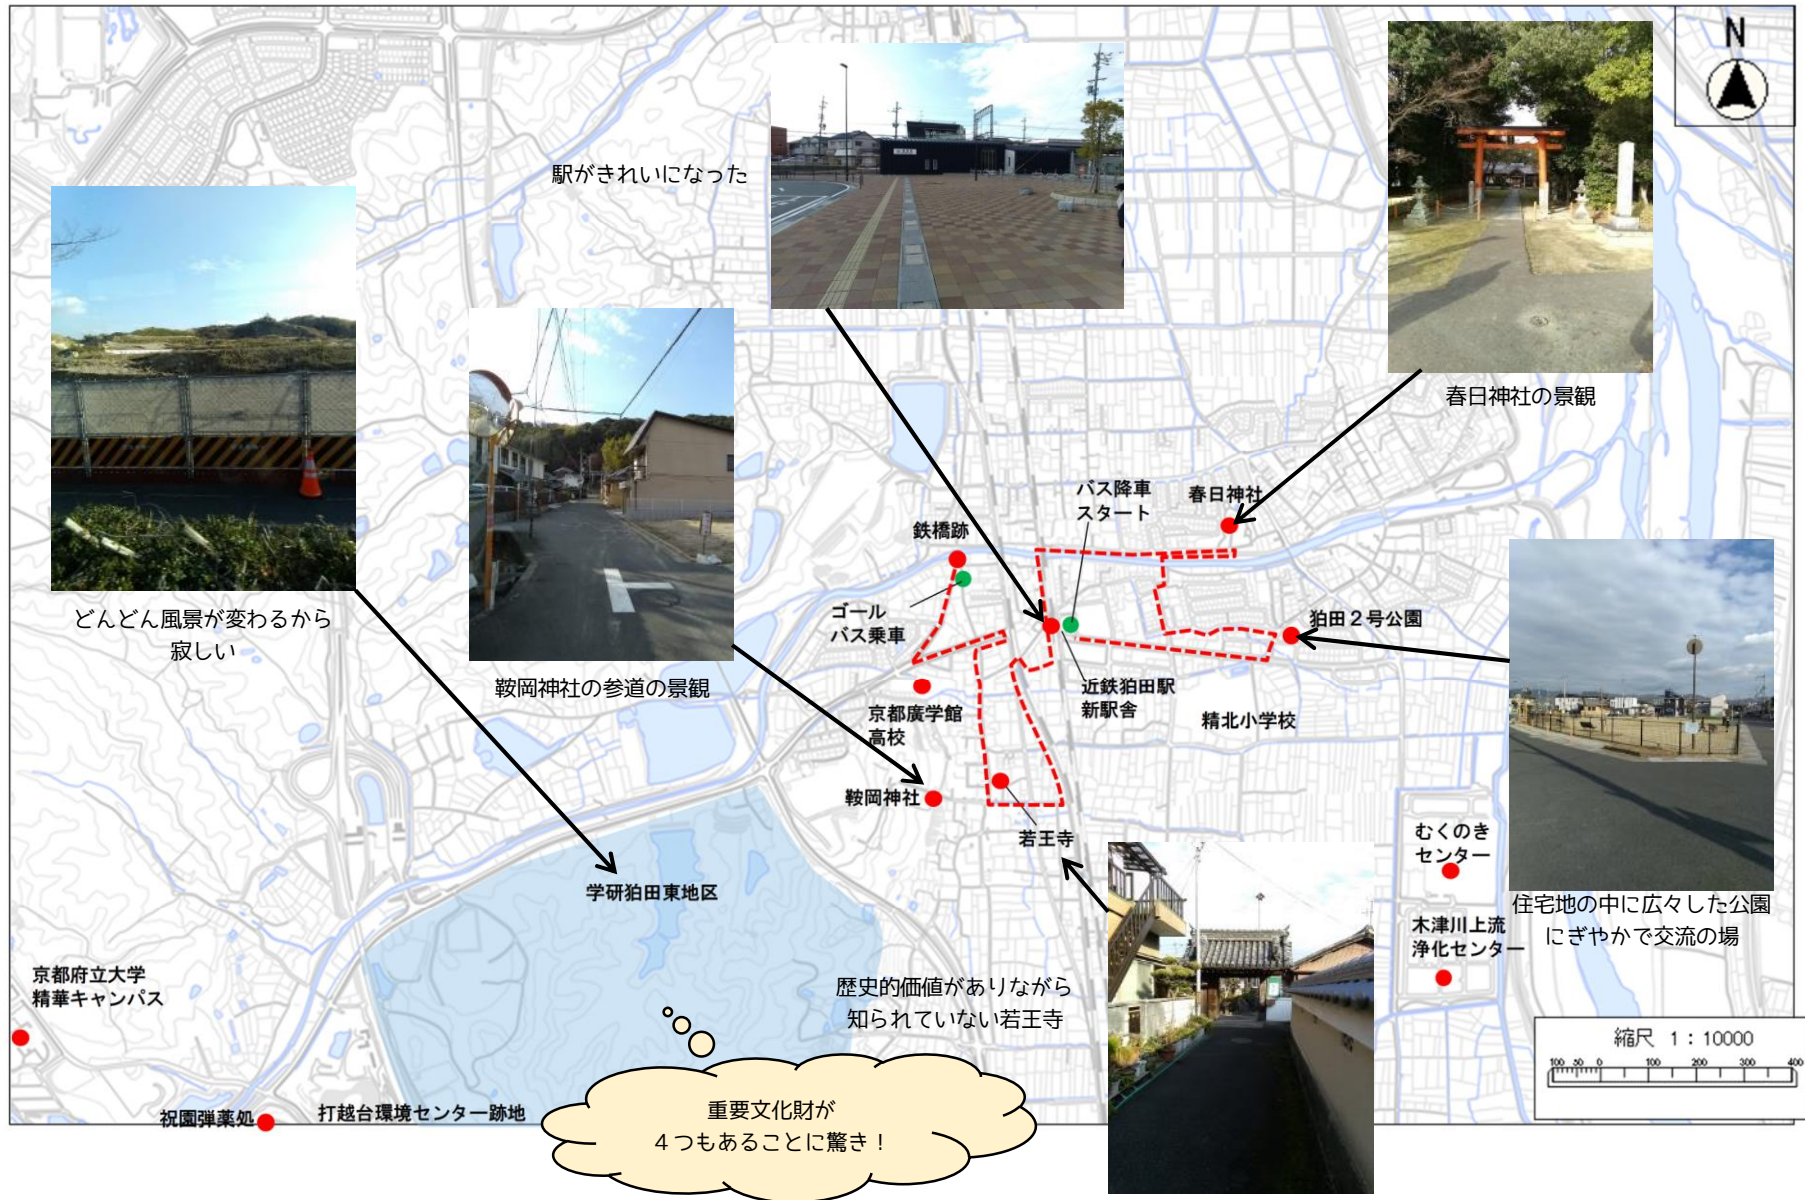 N
駅がきれいになった
春日神社の景観
どんどん風景が変わるから
寂しい
鞍岡神社の参道の景観
バス降車
スタート
春日神社
鉄橋跡
ゴール
バス乗車
狛田２号公園
近鉄狛田駅
新駅舎
京都廣学館
高校
精北小学校
鞍岡神社
若王寺
むくのき
センター
学研狛田東地区
住宅地の中に広々した公園
にぎやかで交流の場
木津川上流
浄化センター
京都府立大学
精華キャンパス
歴史的価値がありながら
知られていない若王寺
縮尺 1：10000
100 50 0 100 200 300 400
重要文化財が
４つもあることに驚き！
祝園弾薬処
打越台環境センター跡地